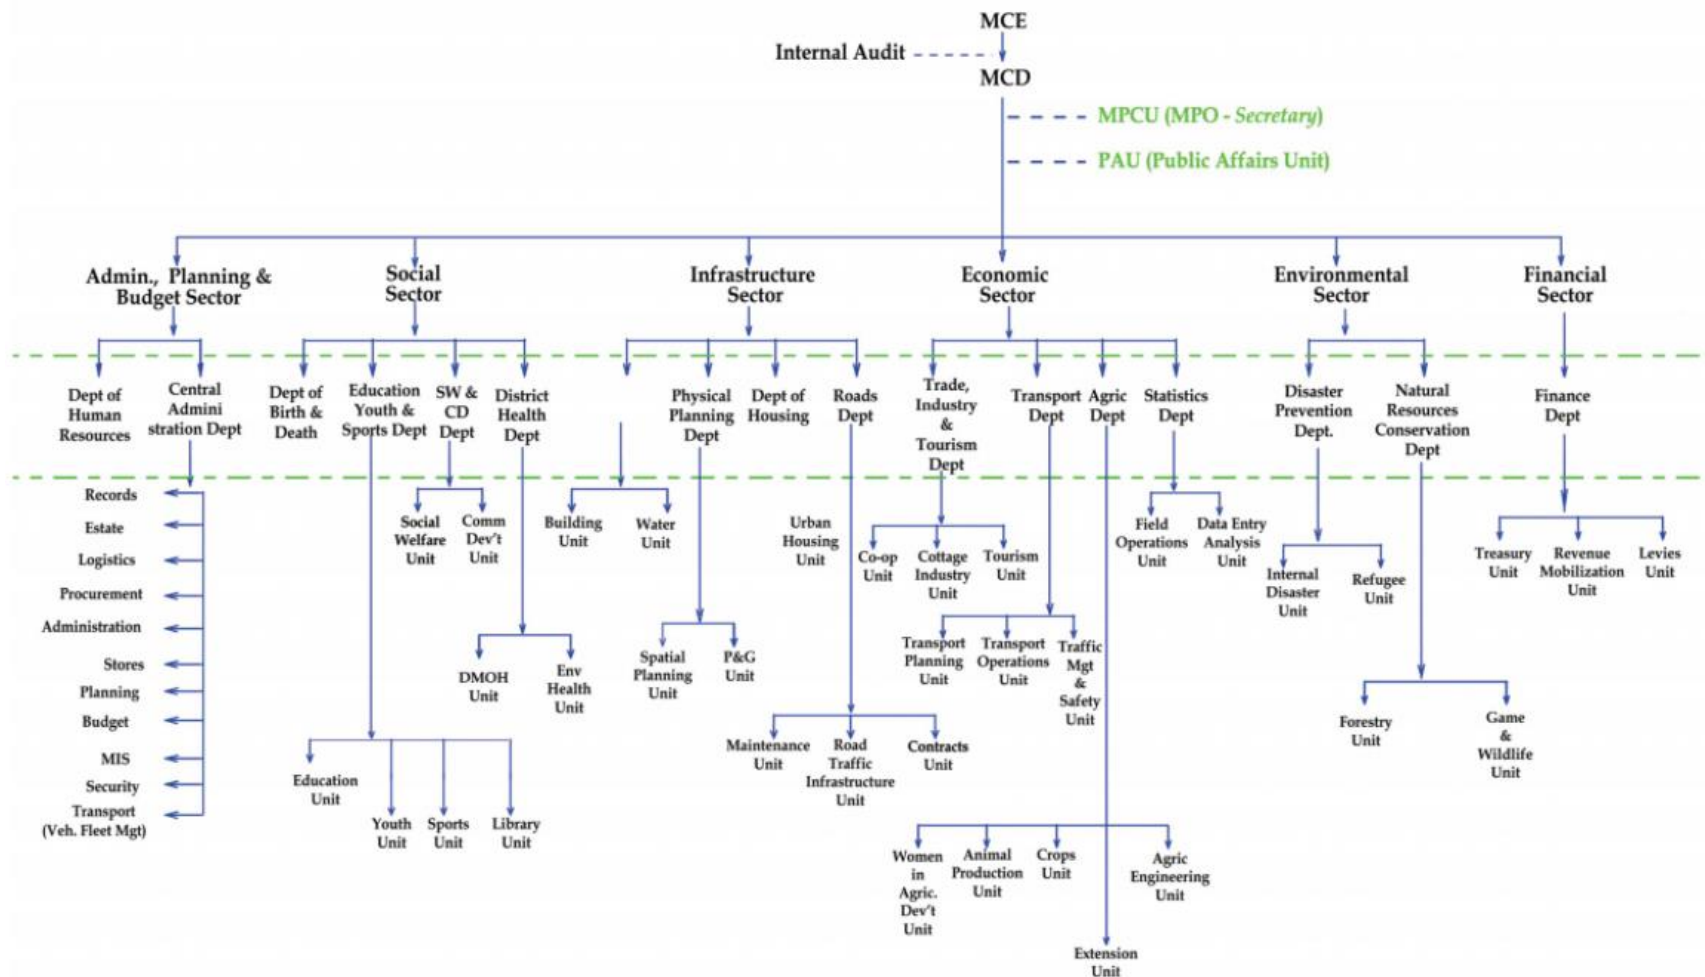 MCE
Internal Audit
MCD
MPCU (MPO - Secretary)
PAU (Public Affairs Unit)
Admin., Planning &
Budget Sector
Social
Sector
Infrastructure
Sector
Economic
Sector
Environmental
Sector
Financial
Sector
Dept of
Human
Resources
Central
Admini
stration Dept
Dept of
Birth &
Death
Education
Youth &
Sports Dept
SW &
CD
Dept
District
Health
Dept
Physical
Planning
Dept
Dept of
Housing
Roads
Dept
Trade,
Industry
&
Tourism
Dept
Transport
Dept
Agric
Dept
Statistics
Dept
Disaster
Prevention
Dept.
Natural
Resources
Conservation
Dept
Finance
Dept
Records
Estate
Logistics
Procurement
Administration
Stores
Planning
Budget
MIS
Security
Transport
(Veh. Fleet Mgt)
Social
Welfare
Unit
Comm
Dev't
Unit
Building
Unit
Water
Unit
Urban
Housing
Unit
Co-op
Unit
Cottage
Industry
Unit
Tourism
Unit
Field
Operations
Unit
Data Entry
Analysis
Unit
Internal
Disaster
Unit
Refugee
Unit
Treasury
Unit
Revenue
Mobilization
Unit
Levies
Unit
DMOH
Unit
Env
Health
Unit
Spatial
Planning
Unit
P&G
Unit
Transport
Planning
Unit
Transport
Operations
Unit
Traffic
Mgt
&
Safety
Unit
Forestry
Unit
Game
&
Wildlife
Unit
Maintenance
Unit
Road
Traffic
Infrastructure
Unit
Contracts
Unit
Education
Unit
Youth
Unit
Sports
Unit
Library
Unit
Women
in
Agric.
Dev't
Unit
Animal
Production
Unit
Crops
Unit
Agric
Engineering
Unit
Extension
Unit